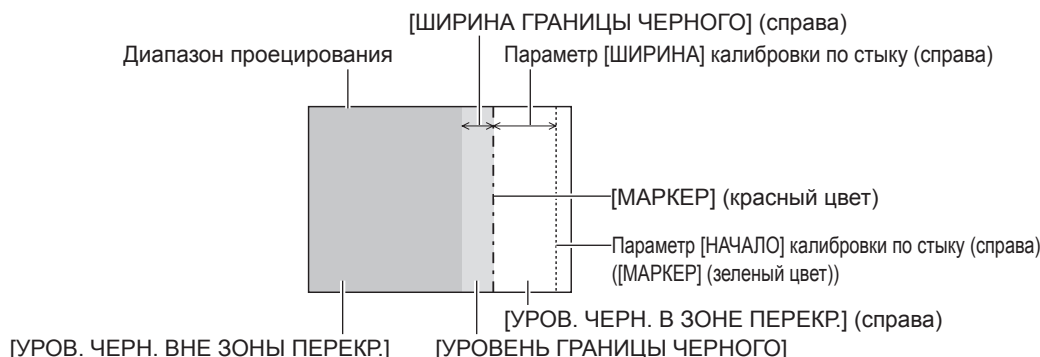 [ШИРИНА ГРАНИЦЫ ЧЕРНОГО] (справа)
Диапазон проецирования
Параметр [ШИРИНА] калибровки по стыку (справа)
[МАРКЕР] (красный цвет)
Параметр [НАЧАЛО] калибровки по стыку (справа)
([МАРКЕР] (зеленый цвет))
[УРОВ. ЧЕРН. В ЗОНЕ ПЕРЕКР.] (справа)
[УРОВ. ЧЕРН. ВНЕ ЗОНЫ ПЕРЕКР.]
[УРОВЕНЬ ГРАНИЦЫ ЧЕРНОГО]